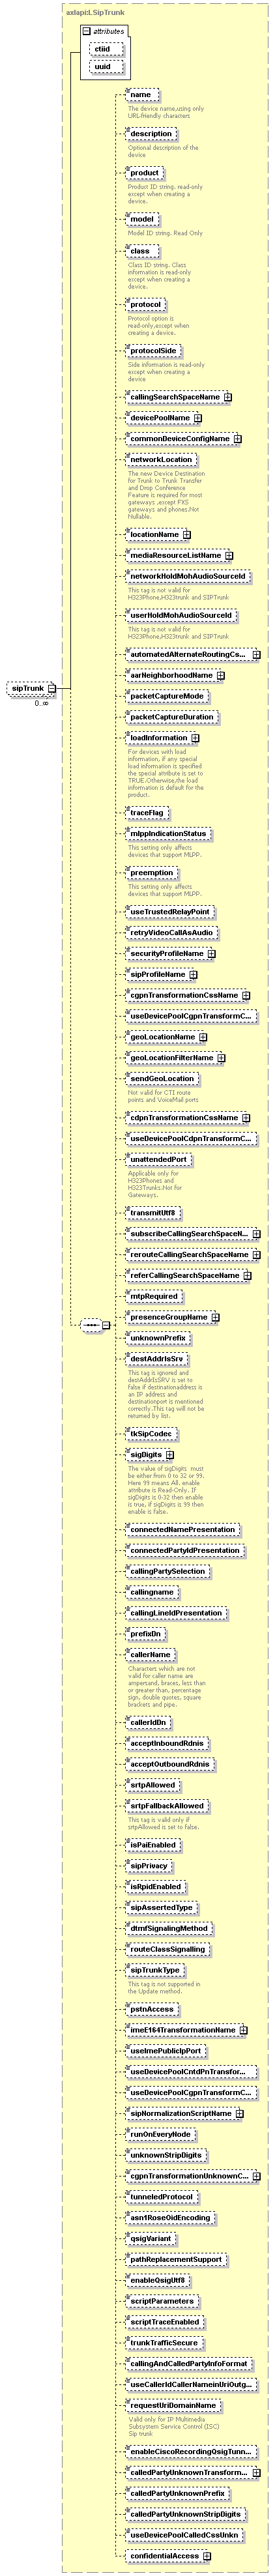 axlapi:LSipTrunk
attributes
ctiid
uuid
name
The device name,using only
URL-friendly characters
description
Optional description of the
device
product
Product ID string. read-only
except when creating a
device.
model
Model ID string. Read Only
class
Class ID string. Class
information is read-only
except when creating a
device.
protocol
Protocol option is
read-only,except when
creating a device.
protocolSide
Side information is read-only
except when creating a
device
callingSearchSpaceName
devicePoolName
commonDeviceConfigName
networkLocation
The new Device Destination
for Trunk to Trunk Transfer
and Drop Conference
Feature is required for most
gateways ,except FXS
gateways and phones.Not
Nullable.
locationName
mediaResourceListName
networkHoldMohAudioSourceId
This tag is not valid for
H323Phone,H323trunk and SIPTrunk
userHoldMohAudioSourceId
This tag is not valid for
H323Phone,H323trunk and SIPTrunk
automatedAlternateRoutingCs...
aarNeighborhoodName
packetCaptureMode
sipTrunk
0..∞
packetCaptureDuration
loadInformation
For devices with load
information, if any special
load information is specified
the special attribute is set to
TRUE.Otherwise,the load
information is default for the
product.
traceFlag
mlppIndicationStatus
This setting only affects
devices that support MLPP.
preemption
This setting only affects
devices that support MLPP.
useTrustedRelayPoint
retryVideoCallAsAudio
securityProfileName
sipProfileName
cgpnTransformationCssName
useDevicePoolCgpnTransformC...
geoLocationName
geoLocationFilterName
sendGeoLocation
Not valid for CTI route
points and VoiceMail ports
cdpnTransformationCssName
useDevicePoolCdpnTransformC...
unattendedPort
Applicable only for
H323Phones and
H323Trunks.Not for
Gateways.
transmitUtf8
subscribeCallingSearchSpaceN...
rerouteCallingSearchSpaceName
referCallingSearchSpaceName
mtpRequired
presenceGroupName
unknownPrefix
destAddrIsSrv
This tag is ignored and
destAddrIsSRV is set to
false if destinationaddress is
an IP address and
destinationport is mentioned
correctly.This tag will not be
returned by list.
tkSipCodec
sigDigits
The value of sigDigits must
be either from 0 to 32 or 99.
Here 99 means All. enable
attribute is Read-Only. IF
sigDigits is 0-32 then enable
is true, if sigDigits is 99 then
enable is False.
connectedNamePresentation
connectedPartyIdPresentation
callingPartySelection
callingname
callingLineIdPresentation
prefixDn
callerName
Characters which are not
valid for caller name are
ampersand, braces, less than
or greater than, percentage
sign, double quotes, square
brackets and pipe.
callerIdDn
acceptInboundRdnis
acceptOutboundRdnis
srtpAllowed
srtpFallbackAllowed
This tag is valid only if
srtpAllowed is set to false.
isPaiEnabled
sipPrivacy
isRpidEnabled
sipAssertedType
dtmfSignalingMethod
routeClassSignalling
sipTrunkType
This tag is not supported in
the Update method.
pstnAccess
imeE164TransformationName
useImePublicIpPort
useDevicePoolCntdPnTransfor...
useDevicePoolCgpnTransformC...
sipNormalizationScriptName
runOnEveryNode
unknownStripDigits
cgpnTransformationUnknownC...
tunneledProtocol
asn1RoseOidEncoding
qsigVariant
pathReplacementSupport
enableQsigUtf8
scriptParameters
scriptTraceEnabled
trunkTrafficSecure
callingAndCalledPartyInfoFormat
useCallerIdCallerNameinUriOutg...
requestUriDomainName
Valid only for IP Multimedia
Subsystem Service Control (ISC)
Sip trunk
enableCiscoRecordingQsigTunn...
calledPartyUnknownTransform...
calledPartyUnknownPrefix
calledPartyUnknownStripDigits
useDevicePoolCalledCssUnkn
confidentialAccess